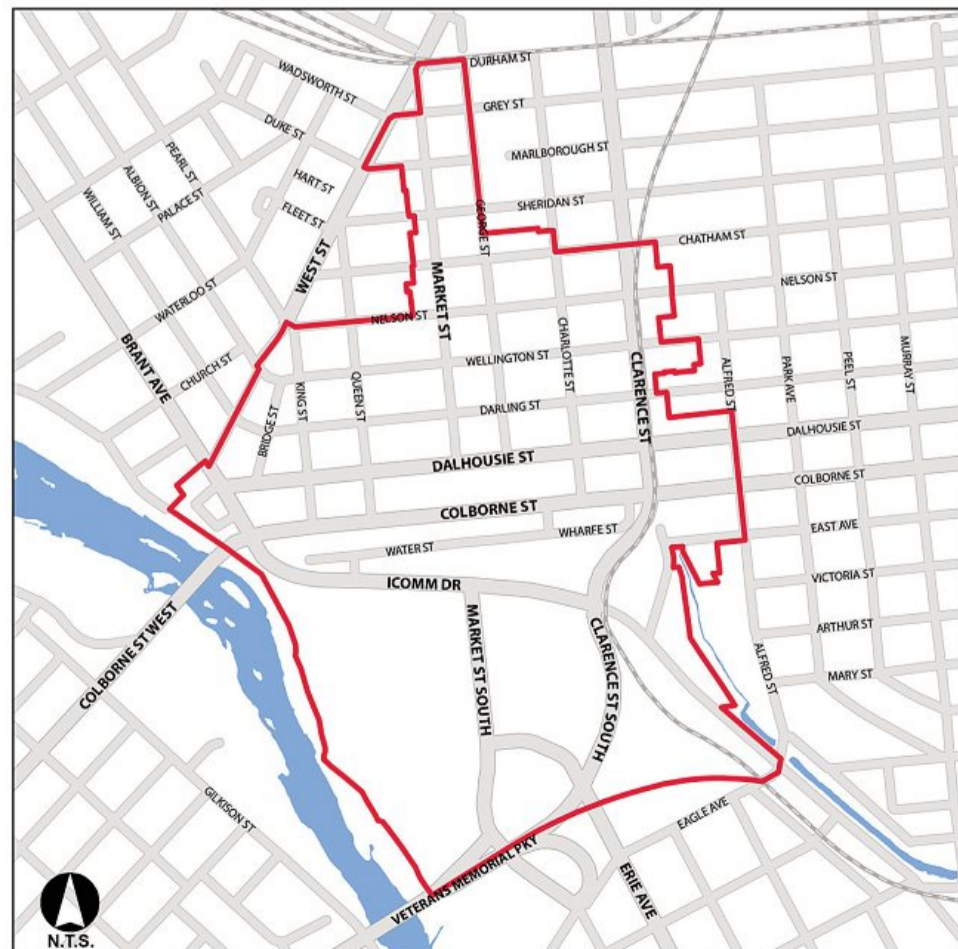 DURHAM ST
WADSWORTH ST
GREY ST
DUKE ST
MARLBOROUGH ST
PEARL ST
ALBION ST
HART ST
PALACE ST
WILLIAM ST
FLEET ST
SHERIDAN ST
GEORGE ST
CHATHAM ST
WEST ST
MARKET ST
NELSON ST
WATERLOO ST
NELSON ST
BRANT AVE
CHURCH ST
WELLINGTON ST
CHARLOTTE ST
CLARENCE ST
ALFRED ST
PARK AVE
PEEL ST
MURRAY ST
KING ST
QUEEN ST
BRIDGE ST
DARLING ST
DALHOUSIE ST
DALHOUSIE ST
COLBORNE ST
COLBORNE ST
WATER ST
WHARFE ST
EAST AVE
ICOMM DR
VICTORIA ST
MARKET ST SOUTH
CLARENCE ST SOUTH
ARTHUR ST
ALFRED ST
MARY ST
COLBORNE ST WEST
GILKISON ST
EAGLE AVE
VETERANS MEMORIAL PKY
ERIE AVE
N.T.S.